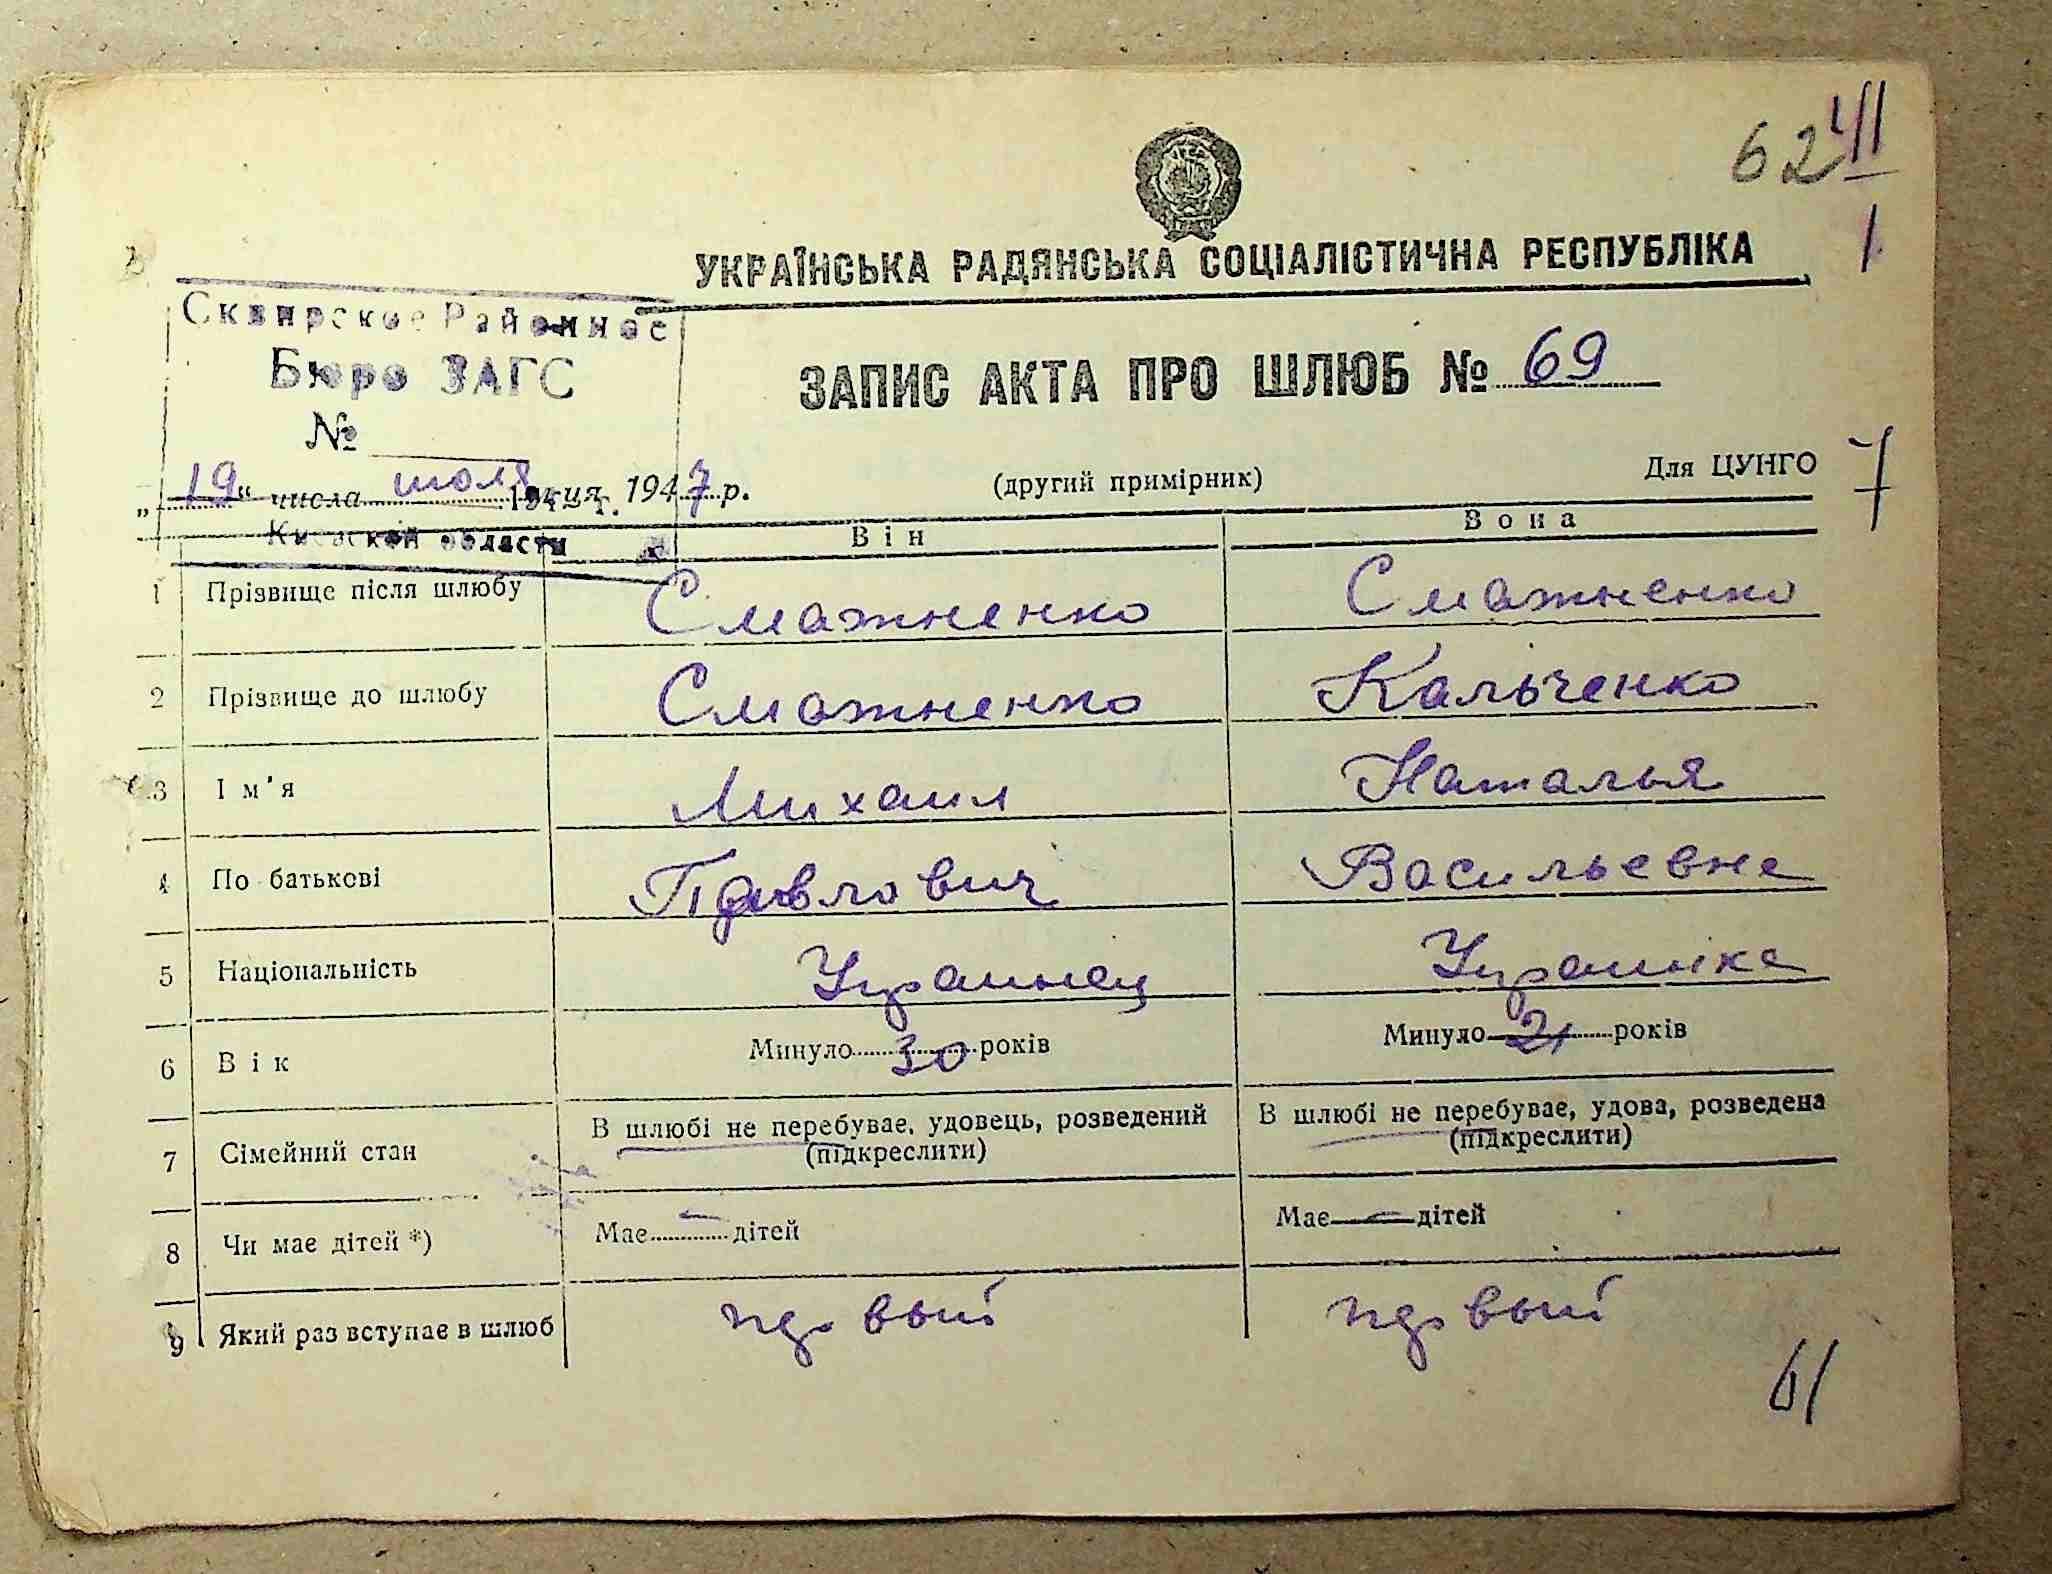 62
УКРАЇНСЬКА РАДЯНСЬКА СОЦІАЛІСТИЧНА РЕСПУБЛІКА
Сквирское Районное
Бюро ЗАГС
№
ЗАПИС АКТА ПРО ШЛЮБ № 69
„19“ числа июля місяця 1947 р.
(другий примірник)
Для ЦУНГО
Киевской области
Він Вона
1 Прізвище після шлюбу Смажненко Смажненко
2 Прізвище до шлюбу Смажненко Кальченко
3 Ім'я Михаил Наталья
4 По батькові Павлович Васильевна
5 Національність Украинец Украинка
6 Вік Минуло 30 років Минуло 21 років
7 Сімейний стан В шлюбі не перебуває, удовець, розведений В шлюбі не перебуває, удова, розведена
(підкреслити) (підкреслити)
8 Чи має дітей *) Має — дітей Має — дітей
9 Який раз вступає в шлюб первый первый
61